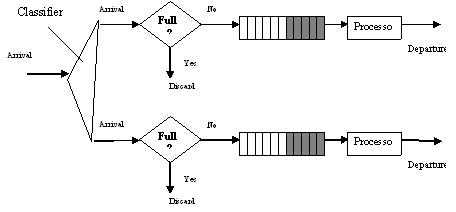 Classifier
Arrival
Arrival
Full
?
No
Yes
Discard
Processo
Departure
Arrival
Full
?
No
Yes
Discard
Processo
Departure